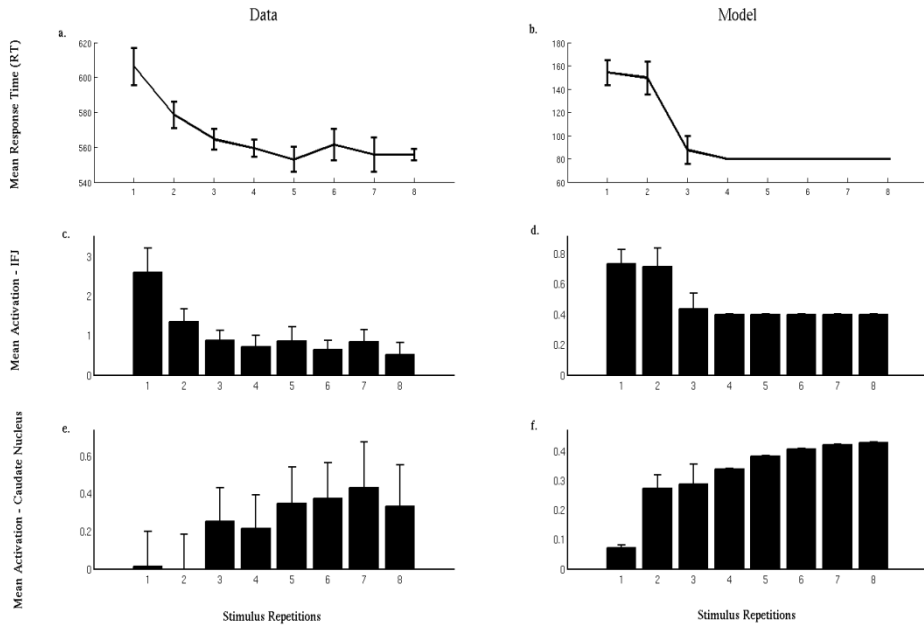 Data
Model
a.
b.
Mean Response Time (RT)
620
600
580
560
540
1 2 3 4 5 6 7 8
180
160
140
120
100
80
60
1 2 3 4 5 6 7 8
c.
d.
Mean Activation - IFJ
3
2
1
0
1 2 3 4 5 6 7 8
0.8
0.6
0.4
0.2
0
1 2 3 4 5 6 7 8
e.
f.
Mean Activation - Caudate Nucleus
0.6
0.4
0.2
0
1 2 3 4 5 6 7 8
0.4
0.3
0.2
0.1
0
1 2 3 4 5 6 7 8
Stimulus Repetitions
Stimulus Repetitions